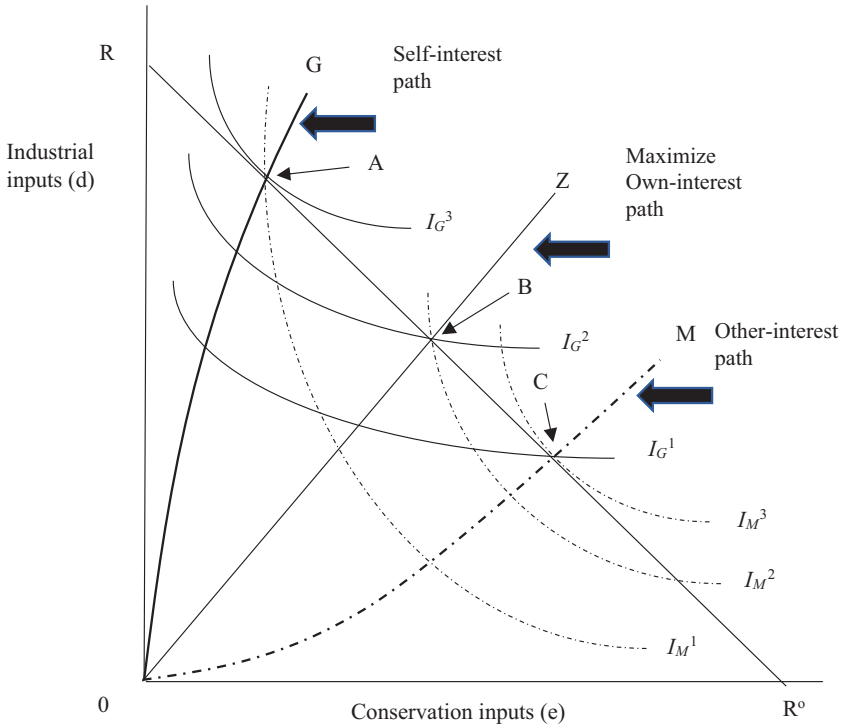 R
G
Self-interest
path
Industrial
inputs (d)
A
Maximize
Own-interest
path
Z
I_G^3
B
I_G^2
M
Other-interest
path
C
I_G^1
I_M^3
I_M^2
I_M^1
0
Conservation inputs (e)
R^o